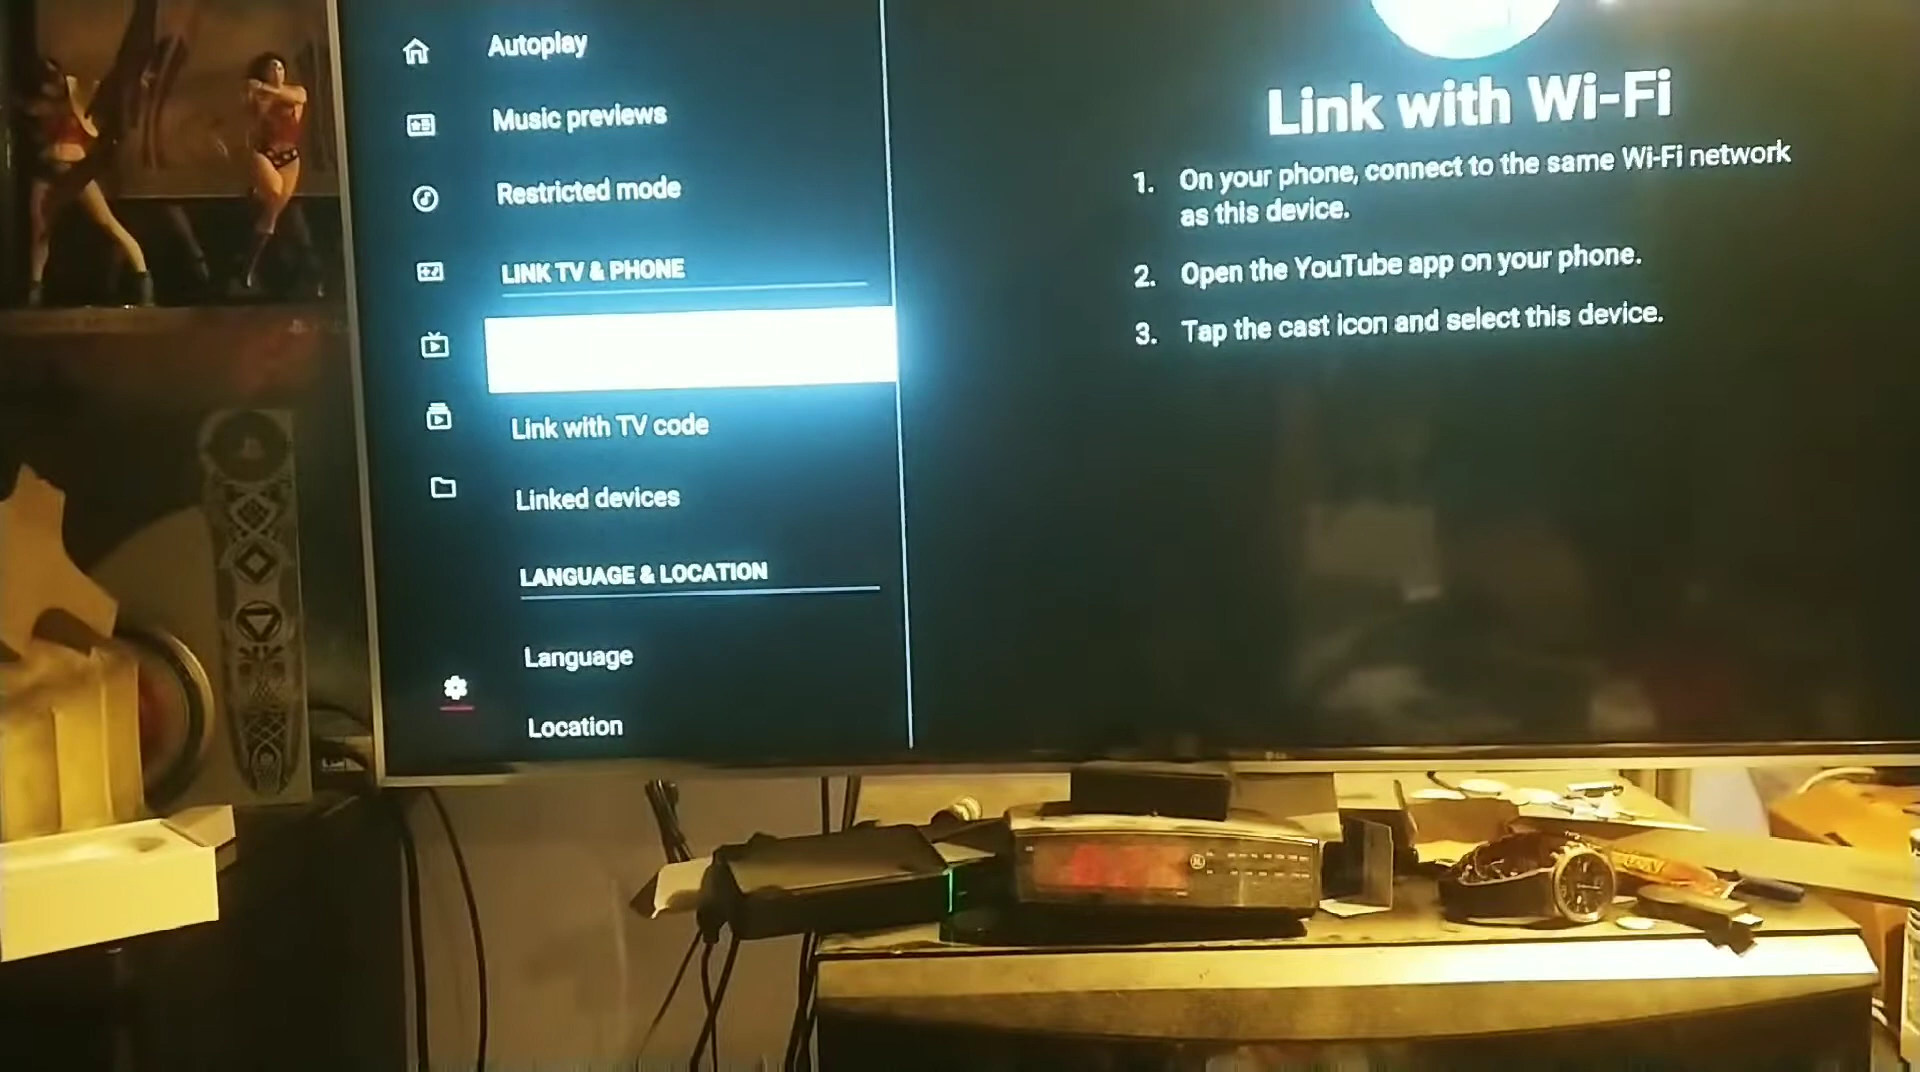 Autoplay
Music previews
Restricted mode
LINK TV & PHONE
Link with TV code
Linked devices
LANGUAGE & LOCATION
Language
Location
Link with Wi-Fi
1. On your phone, connect to the same Wi-Fi network
as this device.
2. Open the YouTube app on your phone.
3. Tap the cast icon and select this device.